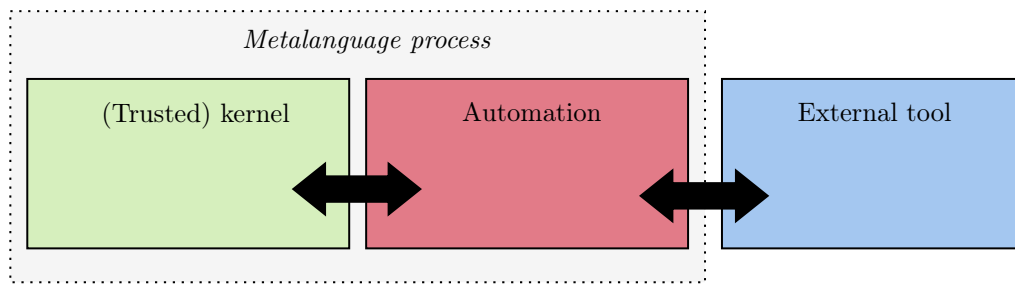 Metalanguage process
(Trusted) kernel
Automation
External tool